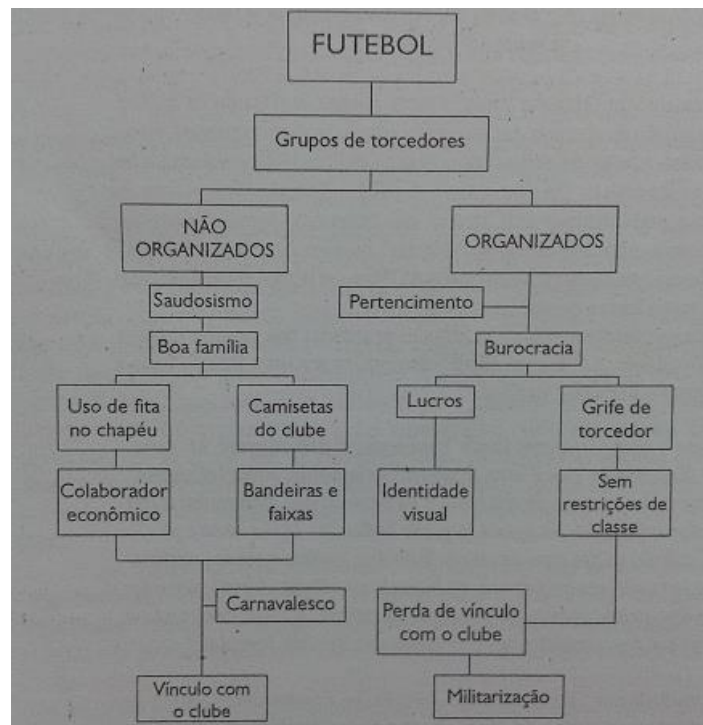 FUTEBOL
Grupos de torcedores
NÃO
ORGANIZADOS
Saudosismo
Boa família
Uso de fita
no chapéu
Colaborador
econômico
Camisetas
do clube
Bandeiras e
faixas
Carnavalesco
Vínculo com
o clube
ORGANIZADOS
Pertencimento
Burocracia
Lucros
Identidade
visual
Grife de
torcedor
Sem
restrições de
classe
Perda de vínculo
com o clube
Militarização